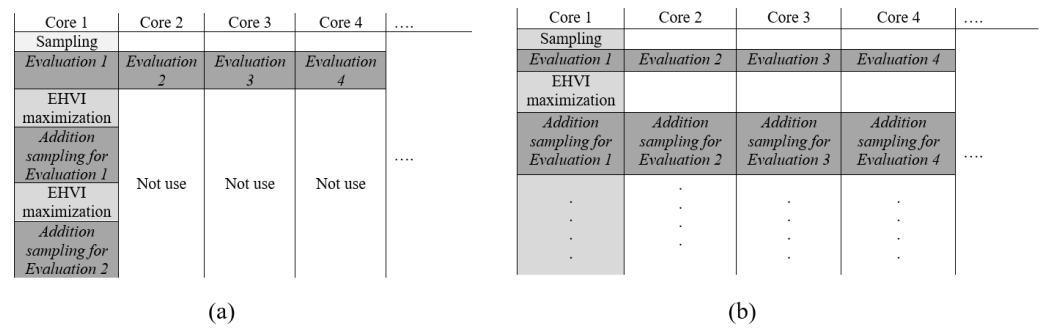 Core 1 Core 2 Core 3 Core 4 ....
Sampling
Evaluation 1 Evaluation Evaluation Evaluation
2 3 4
EHVI
maximization
Addition
sampling for
Evaluation 1
....
Not use Not use Not use
EHVI
maximization
Addition
sampling for
Evaluation 2
(a)
Core 1 Core 2 Core 3 Core 4 ....
Sampling
Evaluation 1 Evaluation 2 Evaluation 3 Evaluation 4
EHVI
maximization
Addition Addition Addition Addition
sampling for sampling for sampling for sampling for
Evaluation 1 Evaluation 2 Evaluation 3 Evaluation 4
....
. . . .
. . . .
. . . .
. . . .
(b)